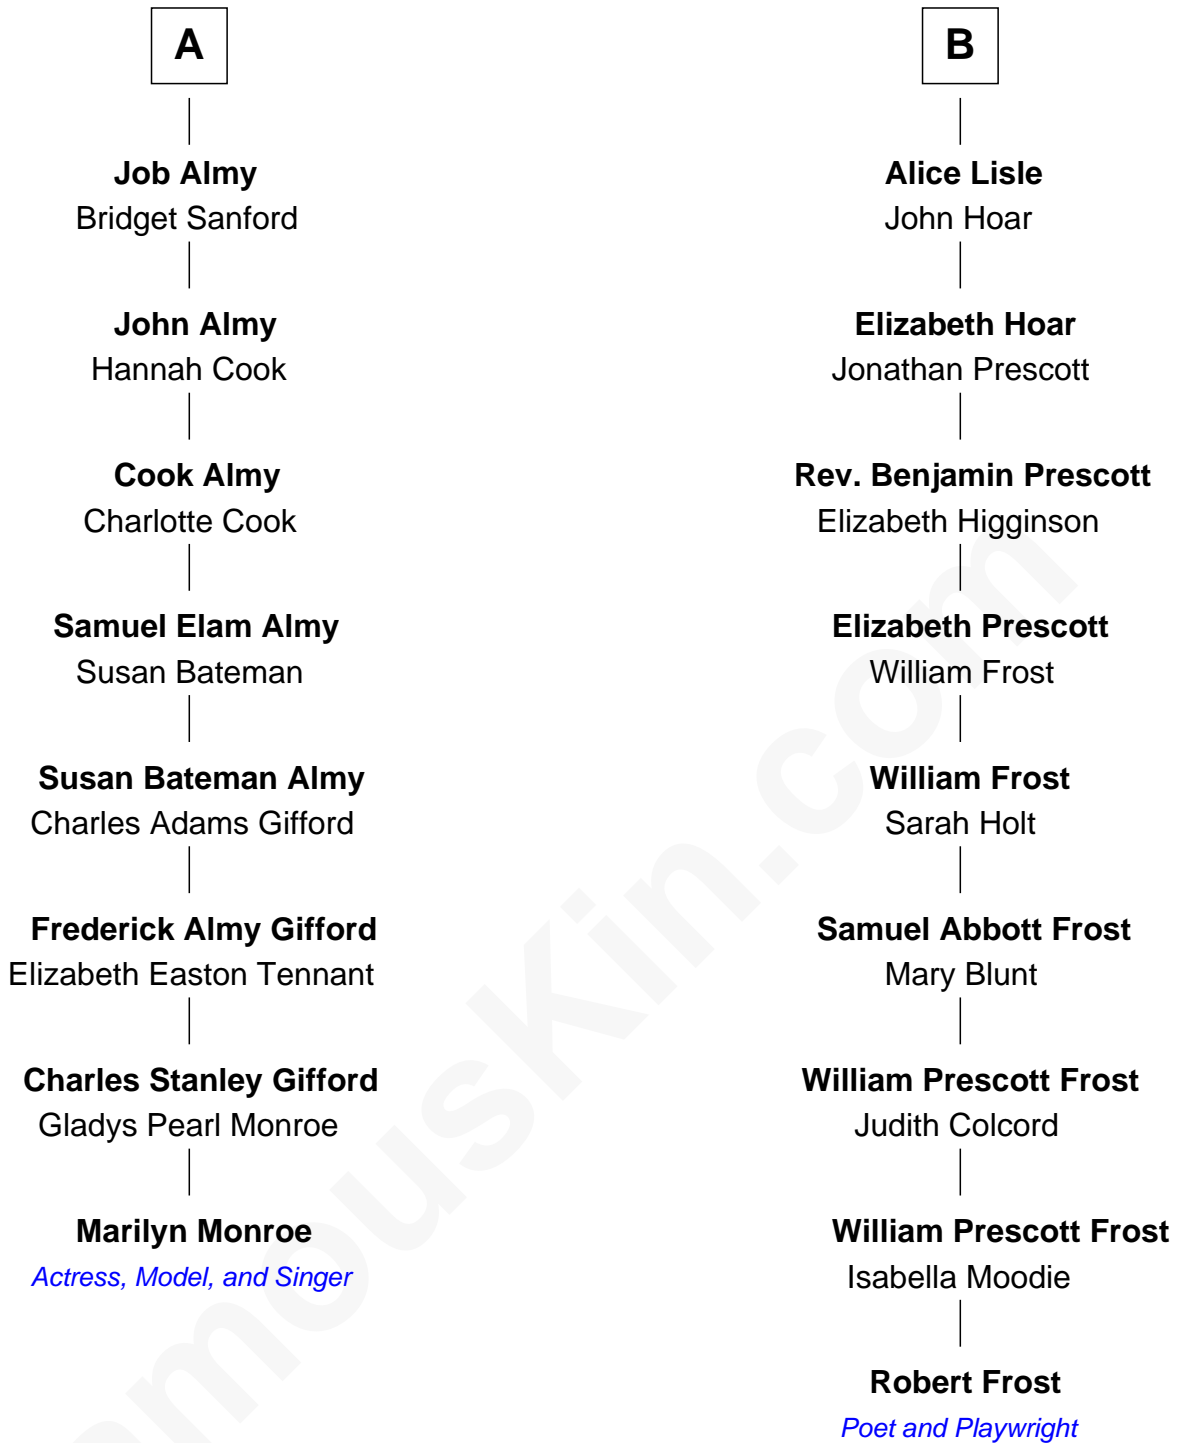 A
Job Almy
Bridget Sanford
John Almy
Hannah Cook
Cook Almy
Charlotte Cook
Samuel Elam Almy
Susan Bateman
Susan Bateman Almy
Charles Adams Gifford
Frederick Almy Gifford
Elizabeth Easton Tennant
Charles Stanley Gifford
Gladys Pearl Monroe
Marilyn Monroe
Actress, Model, and Singer
B
Alice Lisle
John Hoar
Elizabeth Hoar
Jonathan Prescott
Rev. Benjamin Prescott
Elizabeth Higginson
Elizabeth Prescott
William Frost
William Frost
Sarah Holt
Samuel Abbott Frost
Mary Blunt
William Prescott Frost
Judith Colcord
William Prescott Frost
Isabella Moodie
Robert Frost
Poet and Playwright
amousKin.com